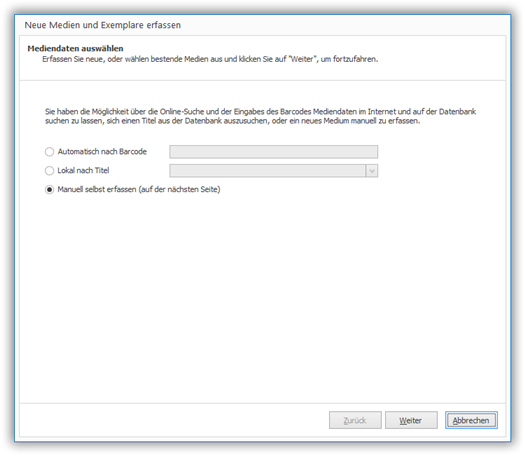 Neue Medien und Exemplare erfassen
Mediendaten auswählen
Erfassen Sie neue, oder wählen bestende Medien aus und klicken Sie auf "Weiter", um fortzufahren.
Sie haben die Möglichkeit über die Online-Suche und der Eingabes des Barcodes Mediendaten im Internet und auf der Datenbank
suchen zu lassen, sich einen Titel aus der Datenbank auszusuchen, oder ein neues Medium manuell zu erfassen.
Automatisch nach Barcode
Lokal nach Titel
Manuell selbst erfassen (auf der nächsten Seite)
Zurück Weiter Abbrechen